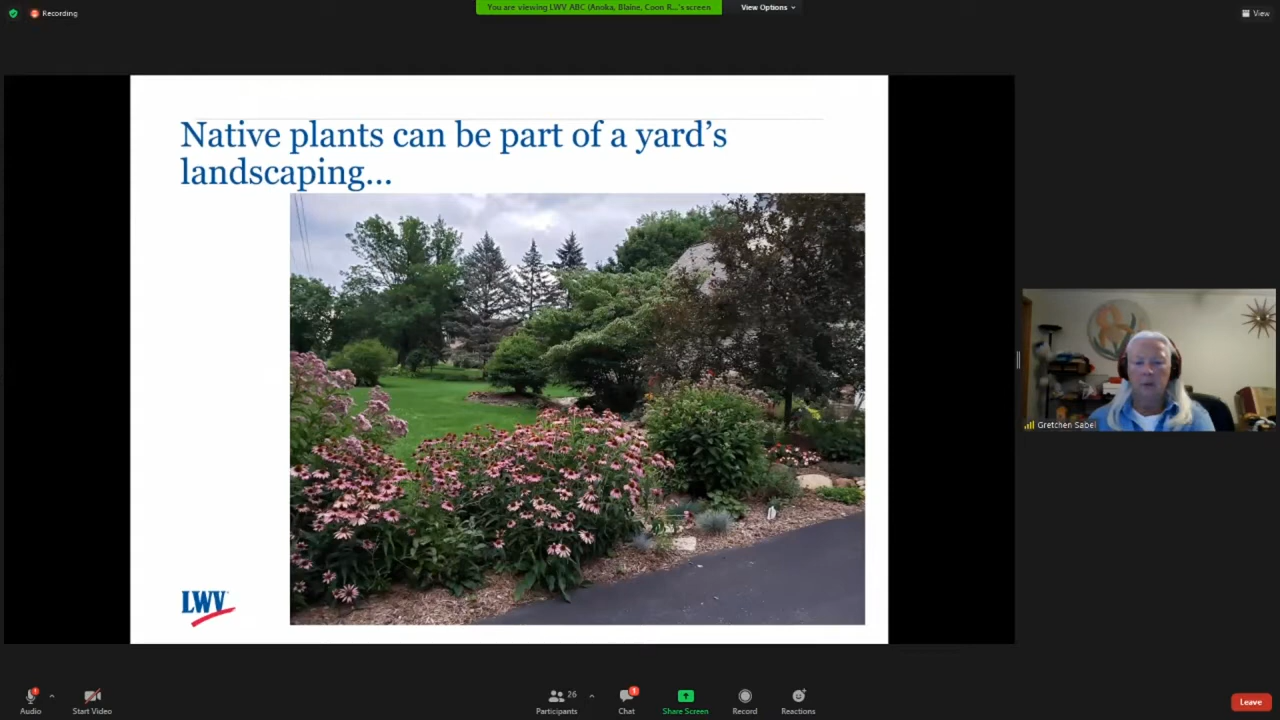 Recording
You are viewing LWV ABC (Anoka, Blaine, Coon R...'s screen
View Options
View
Native plants can be part of a yard's
landscaping...
LWV
Gretchen Sabel
Audio
Start Video
26
Participants
1
Chat
Share Screen
Record
Reactions
Leave